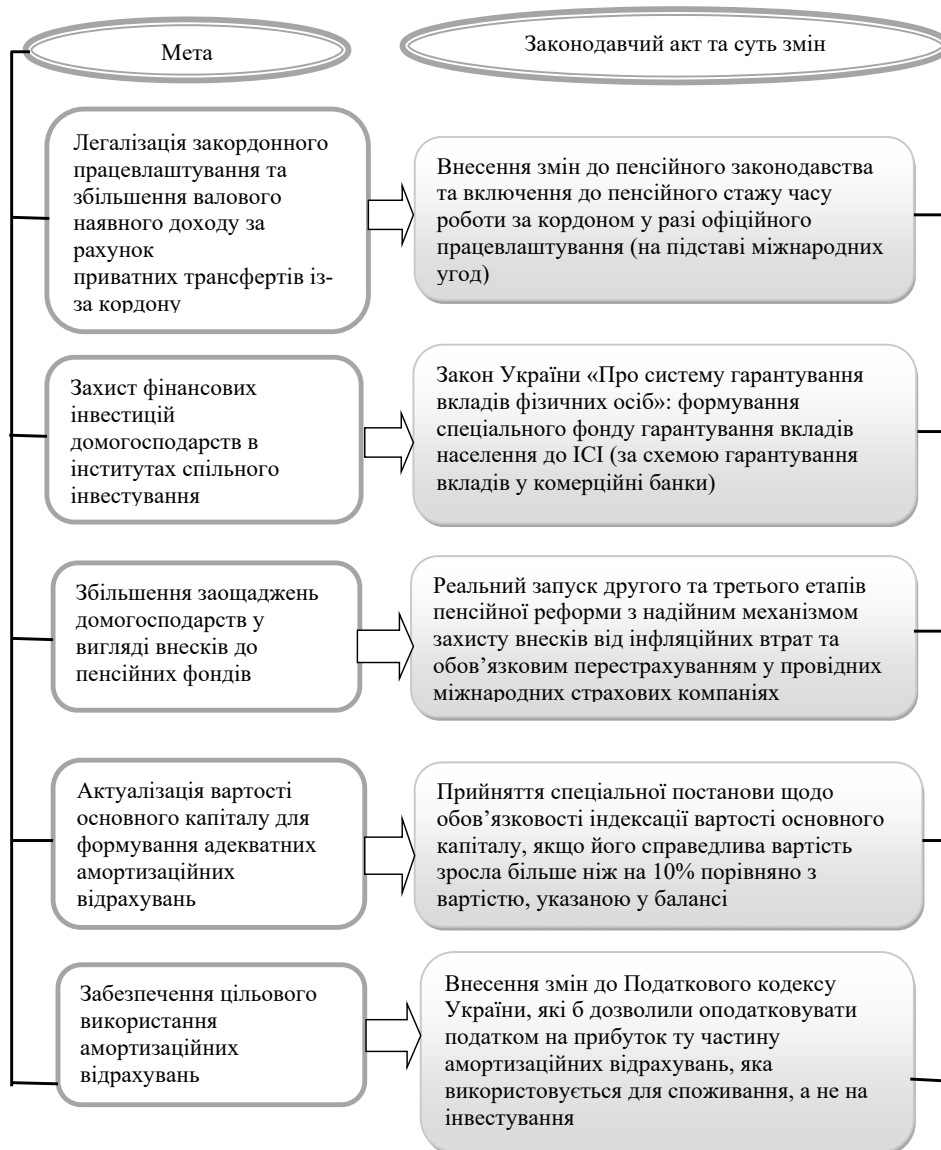 Мета
Законодавчий акт та суть змін
Легалізація закордонного
працевлаштування та
збільшення валового
наявного доходу за
рахунок
приватних трансфертів із-
за кордону
Внесення змін до пенсійного законодавства
та включення до пенсійного стажу часу
роботи за кордоном у разі офіційного
працевлаштування (на підставі міжнародних
угод)
Захист фінансових
інвестицій
домогосподарств в
інститутах спільного
інвестування
Закон України «Про систему гарантування
вкладів фізичних осіб»: формування
спеціального фонду гарантування вкладів
населення до ІСІ (за схемою гарантування
вкладів у комерційні банки)
Збільшення заощаджень
домогосподарств у
вигляді внесків до
пенсійних фондів
Реальний запуск другого та третього етапів
пенсійної реформи з надійним механізмом
захисту внесків від інфляційних втрат та
обов’язковим перестрахуванням у провідних
міжнародних страхових компаніях
Актуалізація вартості
основного капіталу для
формування адекватних
амортизаційних
відрахувань
Прийняття спеціальної постанови щодо
обов’язковості індексації вартості основного
капіталу, якщо його справедлива вартість
зросла більше ніж на 10% порівняно з
вартістю, указаною у балансі
Забезпечення цільового
використання
амортизаційних
відрахувань
Внесення змін до Податкового кодексу
України, які б дозволили оподатковувати
податком на прибуток ту частину
амортизаційних відрахувань, яка
використовується для споживання, а не на
інвестування